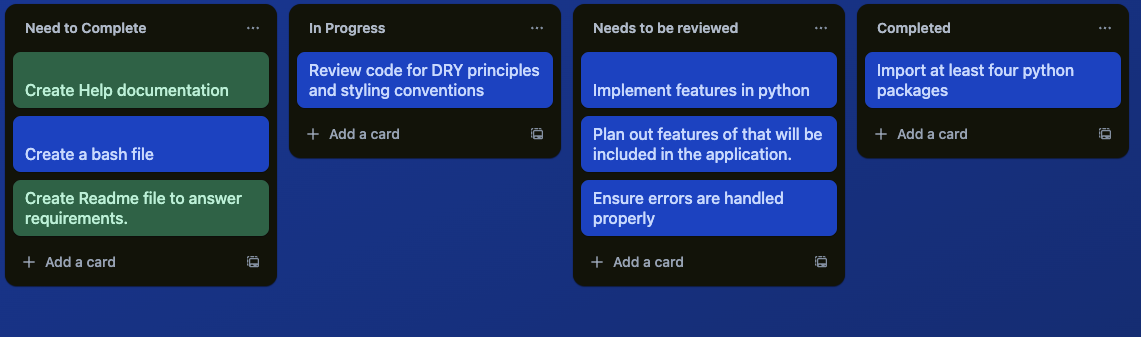 Need to Complete
Create Help documentation
Create a bash file
Create Readme file to answer
requirements.
Add a card
In Progress
Review code for DRY principles
and styling conventions
Add a card
Needs to be reviewed
Implement features in python
Plan out features of that will be
included in the application.
Ensure errors are handled
properly
Add a card
Completed
Import at least four python
packages
Add a card